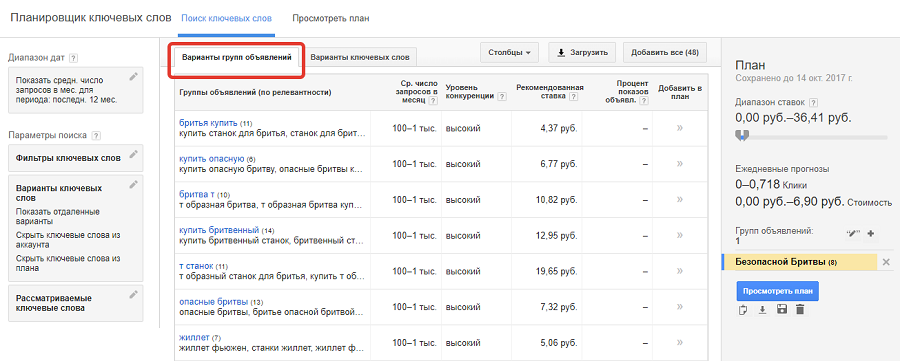 Планировщик ключевых слов
Поиск ключевых слов
Просмотреть план
Диапазон дат
Показать средн. число
запросов в мес. для
периода: последн. 12 мес.
Параметры поиска ?
Фильтры ключевых слов
Варианты ключевых
слов
Показать отдаленные
варианты
Скрыть ключевые слова из
аккаунта
Скрыть ключевые слова из
плана
Рассматриваемые
ключевые слова
Варианты групп объявлений
Варианты ключевых слов
Столбцы
Загрузить
Добавить все (48)
Группы объявлений (по релевантности)
Ср. число
запросов в
месяц ?
Уровень
конкуренции ?
Рекомендованная
ставка ?
Процент
показов
объявл. ?
Добавить в
план
бритья купить (11)
купить станок для бритья, станок для брит…
100–1 тыс. высокий 4,37 руб. – »
купить опасную (6)
купить опасную бритву, опасные бритвы к…
100–1 тыс. высокий 6,77 руб. – »
бритва т (10)
т образная бритва, т образная бритва куп…
100–1 тыс. высокий 10,82 руб. – »
купить бритвенный (14)
купить бритвенный станок, бритвенный ст…
100–1 тыс. высокий 12,95 руб. – »
т станок (11)
т образный станок для бритья, купить т об…
100–1 тыс. высокий 19,65 руб. – »
опасные бритвы (13)
опасные бритвы, бритье опасной бритвой…
100–1 тыс. высокий 7,32 руб. – »
жиллет (7)
жиллет фьюжен, станки жиллет, жиллет ф…
100–1 тыс. высокий 5,06 руб. – »
План
Сохранено до 14 окт. 2017 г.
Диапазон ставок ?
0,00 руб.–36,41 руб.
Ежедневные прогнозы
0–0,718 Клики
0,00 руб.–6,90 руб. Стоимость
Групп объявлений:
1
Безопасной Бритвы (8)
Просмотреть план